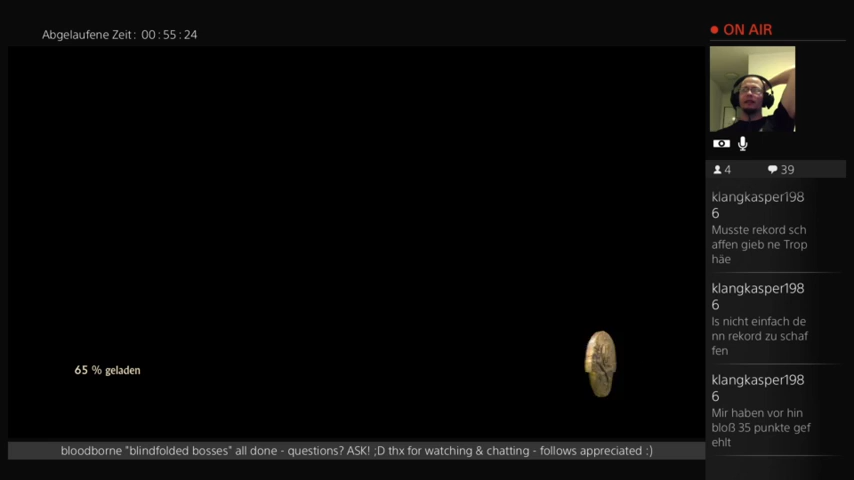 Abgelaufene Zeit: 00:55:24
ON AIR
4
39
klangkasper198
6
Musste rekord sch
affen gieb ne Trop
häe
klangkasper198
6
Is nicht einfach de
nn rekord zu schaf
fen
klangkasper198
6
Mir haben vor hin
bloß 35 punkte gef
ehlt
65 % geladen
bloodborne "blindfolded bosses" all done - questions? ASK! ;D thx for watching & chatting - follows appreciated :)